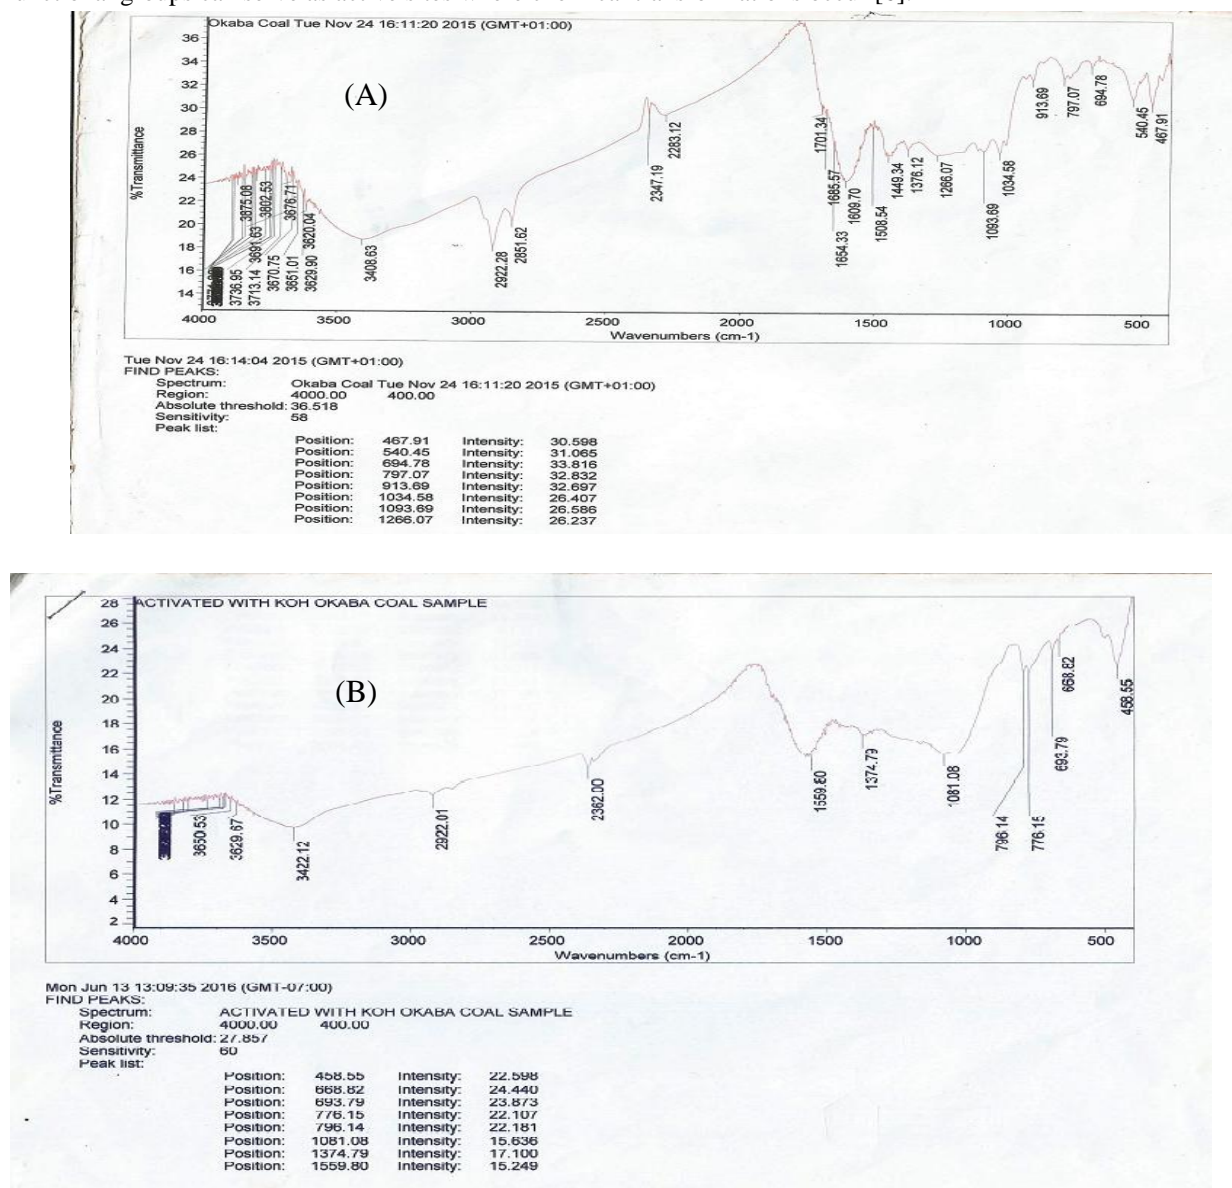 Okaba Coal Tue Nov 24 16:11:20 2015 (GMT+01:00)
(A)
%Transmittance
36
34
32
30
28
26
24
22
20
18
16
14
3875.08
3802.53
3676.71
3691.63
3620.04
3736.95
3713.14
3670.75
3651.01
3629.90
3408.63
2922.28
2851.62
2347.19
2283.12
1701.34
1685.57
1654.33
1609.70
1508.54
1449.34
1376.12
1266.07
1093.69
1034.58
913.69
797.07
694.78
540.45
467.91
4000 3500 3000 2500 2000 1500 1000 500
Wavenumbers (cm-1)
Tue Nov 24 16:14:04 2015 (GMT+01:00)
FIND PEAKS:
Spectrum: Okaba Coal Tue Nov 24 16:11:20 2015 (GMT+01:00)
Region: 4000.00 400.00
Absolute threshold: 36.518
Sensitivity: 58
Peak list:
Position: 467.91 Intensity: 30.598
Position: 540.45 Intensity: 31.065
Position: 694.78 Intensity: 33.816
Position: 797.07 Intensity: 32.832
Position: 913.69 Intensity: 32.697
Position: 1034.58 Intensity: 26.407
Position: 1093.69 Intensity: 26.586
Position: 1266.07 Intensity: 26.237
ACTIVATED WITH KOH OKABA COAL SAMPLE
(B)
%Transmittance
28
26
24
22
20
18
16
14
12
10
8
6
4
2
3650.53
3629.67
3422.12
2922.01
2362.00
1559.80
1374.79
1081.08
796.14
776.15
693.79
668.82
458.55
4000 3500 3000 2500 2000 1500 1000 500
Wavenumbers (cm-1)
Mon Jun 13 13:09:35 2016 (GMT-07:00)
FIND PEAKS:
Spectrum: ACTIVATED WITH KOH OKABA COAL SAMPLE
Region: 4000.00 400.00
Absolute threshold: 27.857
Sensitivity: 60
Peak list:
Position: 458.55 Intensity: 22.598
Position: 668.82 Intensity: 24.440
Position: 693.79 Intensity: 23.873
Position: 776.15 Intensity: 22.107
Position: 796.14 Intensity: 22.181
Position: 1081.08 Intensity: 15.636
Position: 1374.79 Intensity: 17.100
Position: 1559.80 Intensity: 15.249